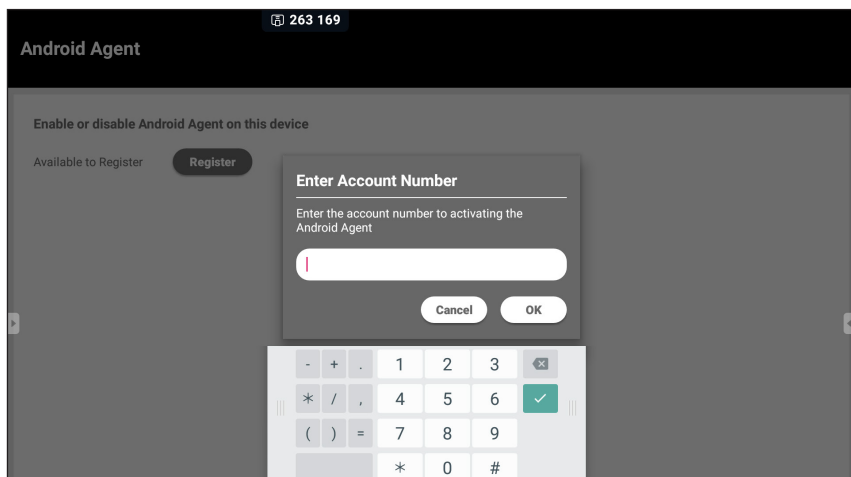 263 169
Android Agent
Enable or disable Android Agent on this device
Available to Register
Register
Enter Account Number
Enter the account number to activating the
Android Agent
Cancel
OK
- + . 1 2 3
* / , 4 5 6
( ) = 7 8 9
* 0 #